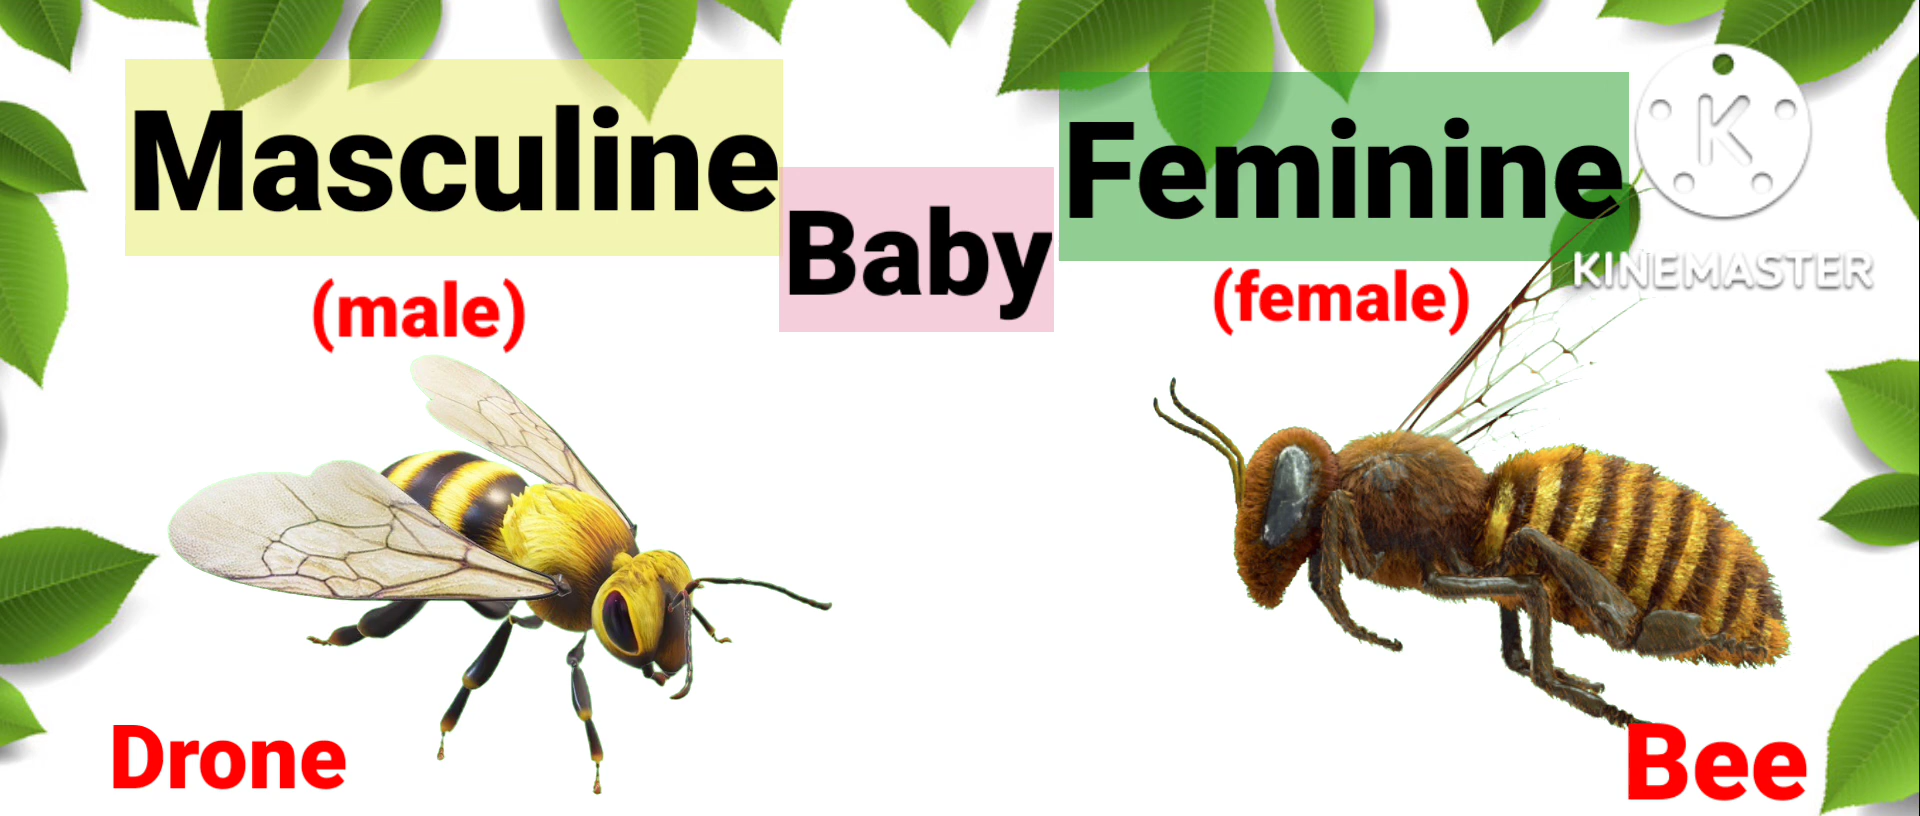 Masculine
Baby
Feminine
(male)
(female)
K
KINEMASTER
Drone
Bee